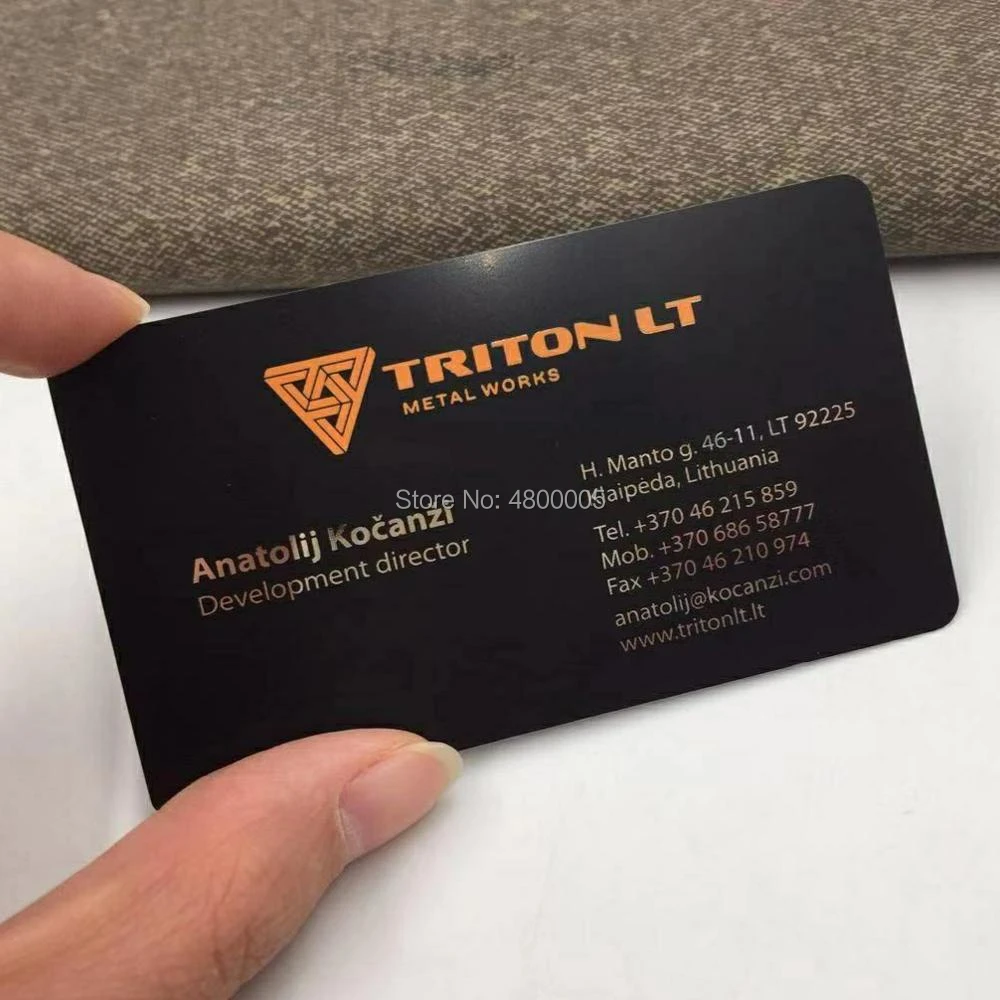 TRITON LT
METAL WORKS
H. Manto g. 46-11, LT 92225
Klaipėda, Lithuania
Store No: 4800005
Anatolij Kočanži
Development director
Tel. +370 46 215 859
Mob. +370 686 58777
Fax +370 46 210 974
anatolij@kocanzi.com
www.tritonlt.lt